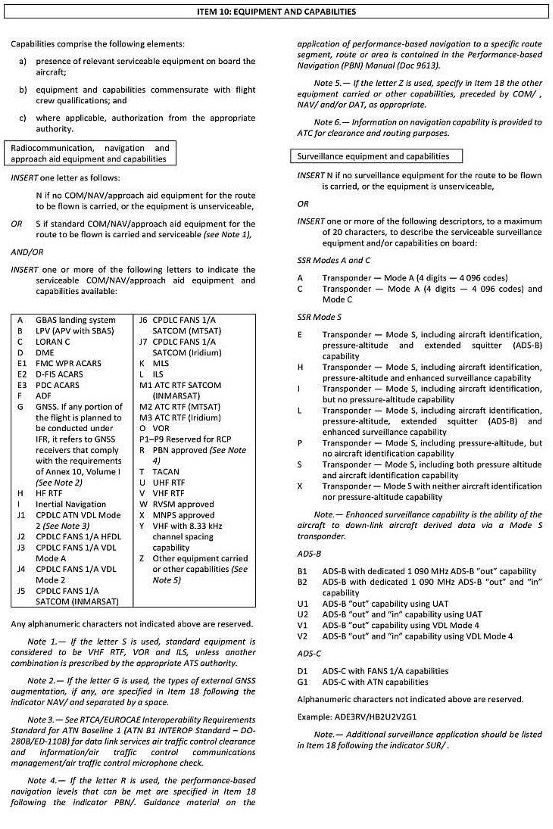 ITEM 10: EQUIPMENT AND CAPABILITIES
Capabilities comprise the following elements:
a) presence of relevant serviceable equipment on board the
aircraft;
b) equipment and capabilities commensurate with flight
crew qualifications; and
c) where applicable, authorization from the appropriate
authority.
Radiocommunication, navigation and
approach aid equipment and capabilities
INSERT one letter as follows:
N if no COM/NAV/approach aid equipment for the route
to be flown is carried, or the equipment is unserviceable,
OR S if standard COM/NAV/approach aid equipment for the
route to be flown is carried and serviceable (see Note 1),
AND/OR
INSERT one or more of the following letters to indicate the
serviceable COM/NAV/approach aid equipment and
capabilities available:
A GBAS landing system
B LPV (APV with SBAS)
C LORAN C
D DME
E1 FMC WPR ACARS
E2 D-FIS ACARS
E3 PDC ACARS
F ADF
G GNSS. If any portion of
the flight is planned to
be conducted under
IFR, it refers to GNSS
receivers that comply
with the requirements
of Annex 10, Volume I
(See Note 2)
H HF RTF
I Inertial Navigation
J1 CPDLC ATN VDL Mode
2 (See Note 3)
J2 CPDLC FANS 1/A HFDL
J3 CPDLC FANS 1/A VDL
Mode A
J4 CPDLC FANS 1/A VDL
Mode 2
J5 CPDLC FANS 1/A
SATCOM (INMARSAT)
J6 CPDLC FANS 1/A
SATCOM (MTSAT)
J7 CPDLC FANS 1/A
SATCOM (Iridium)
K MLS
L ILS
M1 ATC RTF SATCOM
(INMARSAT)
M2 ATC RTF (MTSAT)
M3 ATC RTF (Iridium)
O VOR
P1–P9 Reserved for RCP
R PBN approved (See Note
4)
T TACAN
U UHF RTF
V VHF RTF
W RVSM approved
X MNPS approved
Y VHF with 8.33 kHz
channel spacing
capability
Z Other equipment carried
or other capabilities (See
Note 5)
Any alphanumeric characters not indicated above are reserved.
Note 1.— If the letter S is used, standard equipment is
considered to be VHF RTF, VOR and ILS, unless another
combination is prescribed by the appropriate ATS authority.
Note 2.— If the letter G is used, the types of external GNSS
augmentation, if any, are specified in Item 18 following the
indicator NAV/ and separated by a space.
Note 3.— See RTCA/EUROCAE Interoperability Requirements
Standard for ATN Baseline 1 (ATN B1 INTEROP Standard – DO-
280B/ED-110B) for data link services air traffic control clearance
and information/air traffic control communications
management/air traffic control microphone check.
Note 4.— If the letter R is used, the performance-based
navigation levels that can be met are specified in Item 18
following the indicator PBN/. Guidance material on the
application of performance-based navigation to a specific route
segment, route or area is contained in the Performance-based
Navigation (PBN) Manual (Doc 9613).
Note 5.— If the letter Z is used, specify in Item 18 the other
equipment carried or other capabilities, preceded by COM/ ,
NAV/ and/or DAT, as appropriate.
Note 6.— Information on navigation capability is provided to
ATC for clearance and routing purposes.
Surveillance equipment and capabilities
INSERT N if no surveillance equipment for the route to be flown
is carried, or the equipment is unserviceable,
OR
INSERT one or more of the following descriptors, to a maximum
of 20 characters, to describe the serviceable surveillance
equipment and/or capabilities on board:
SSR Modes A and C
A Transponder — Mode A (4 digits — 4 096 codes)
C Transponder — Mode A (4 digits — 4 096 codes) and
Mode C
SSR Mode S
E Transponder — Mode S, including aircraft identification,
pressure-altitude and extended squitter (ADS-B)
capability
H Transponder — Mode S, including aircraft identification,
pressure-altitude and enhanced surveillance capability
I Transponder — Mode S, including aircraft identification,
but no pressure-altitude capability
L Transponder — Mode S, including aircraft identification,
pressure-altitude, extended squitter (ADS-B) and
enhanced surveillance capability
P Transponder — Mode S, including pressure-altitude, but
no aircraft identification capability
S Transponder — Mode S, including both pressure altitude
and aircraft identification capability
X Transponder — Mode S with neither aircraft identification
nor pressure-altitude capability
Note.— Enhanced surveillance capability is the ability of the
aircraft to down-link aircraft derived data via a Mode S
transponder.
ADS-B
B1 ADS-B with dedicated 1 090 MHz ADS-B “out” capability
B2 ADS-B with dedicated 1 090 MHz ADS-B “out” and “in”
capability
U1 ADS-B “out” capability using UAT
U2 ADS-B “out” and “in” capability using UAT
V1 ADS-B “out” capability using VDL Mode 4
V2 ADS-B “out” and “in” capability using VDL Mode 4
ADS-C
D1 ADS-C with FANS 1/A capabilities
G1 ADS-C with ATN capabilities
Alphanumeric characters not indicated above are reserved.
Example: ADE3RV/HB2U2V2G1
Note.— Additional surveillance application should be listed
in Item 18 following the indicator SUR/ .